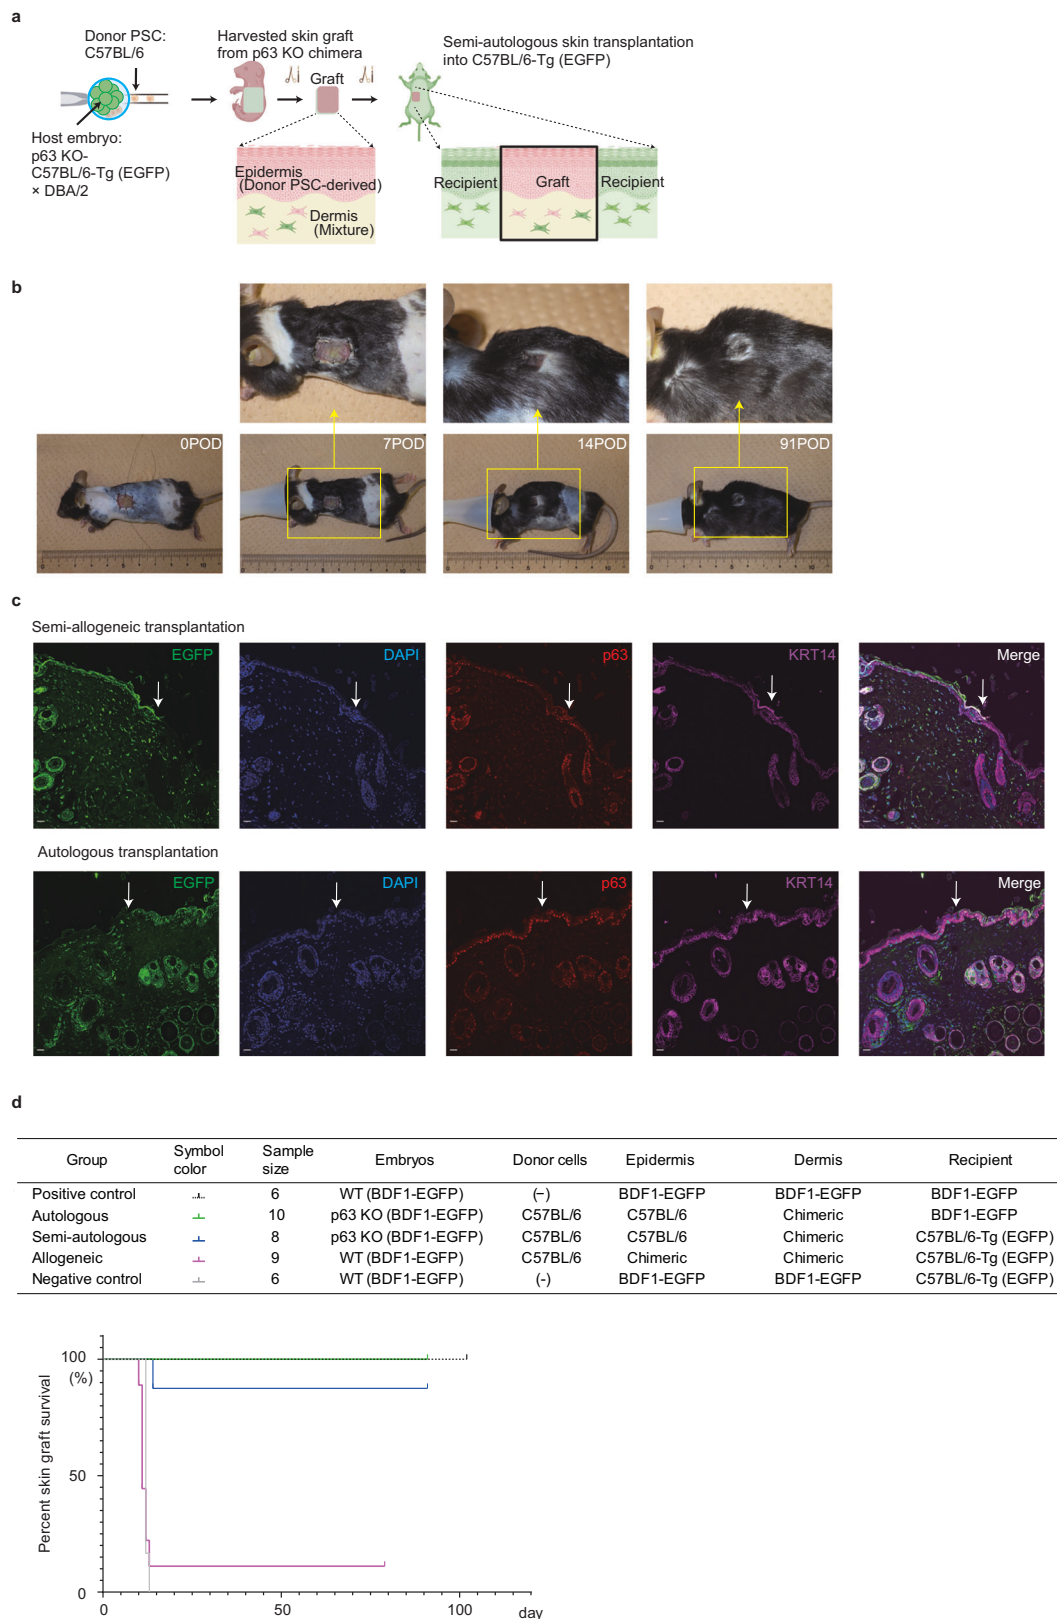 a
Donor PSC:
C57BL/6
Harvested skin graft
from p63 KO chimera
Semi-autologous skin transplantation
into C57BL/6-Tg (EGFP)
Graft
Host embryo:
p63 KO-
C57BL/6-Tg (EGFP)
× DBA/2
Epidermis
(Donor PSC-derived)
Dermis
(Mixture)
Recipient
Graft
Recipient
b
0POD
7POD
14POD
91POD
c
Semi-allogeneic transplantation
EGFP
DAPI
p63
KRT14
Merge
Autologous transplantation
EGFP
DAPI
p63
KRT14
Merge
d
Group Symbol color Sample size Embryos Donor cells Epidermis Dermis Recipient
Positive control 6 WT (BDF1-EGFP) (−) BDF1-EGFP BDF1-EGFP BDF1-EGFP
Autologous 10 p63 KO (BDF1-EGFP) C57BL/6 C57BL/6 Chimeric BDF1-EGFP
Semi-autologous 8 p63 KO (BDF1-EGFP) C57BL/6 C57BL/6 Chimeric C57BL/6-Tg (EGFP)
Allogeneic 9 WT (BDF1-EGFP) C57BL/6 Chimeric Chimeric C57BL/6-Tg (EGFP)
Negative control 6 WT (BDF1-EGFP) (-) BDF1-EGFP BDF1-EGFP C57BL/6-Tg (EGFP)
Percent skin graft survival
100
(%)
50
0
0 50 100 day